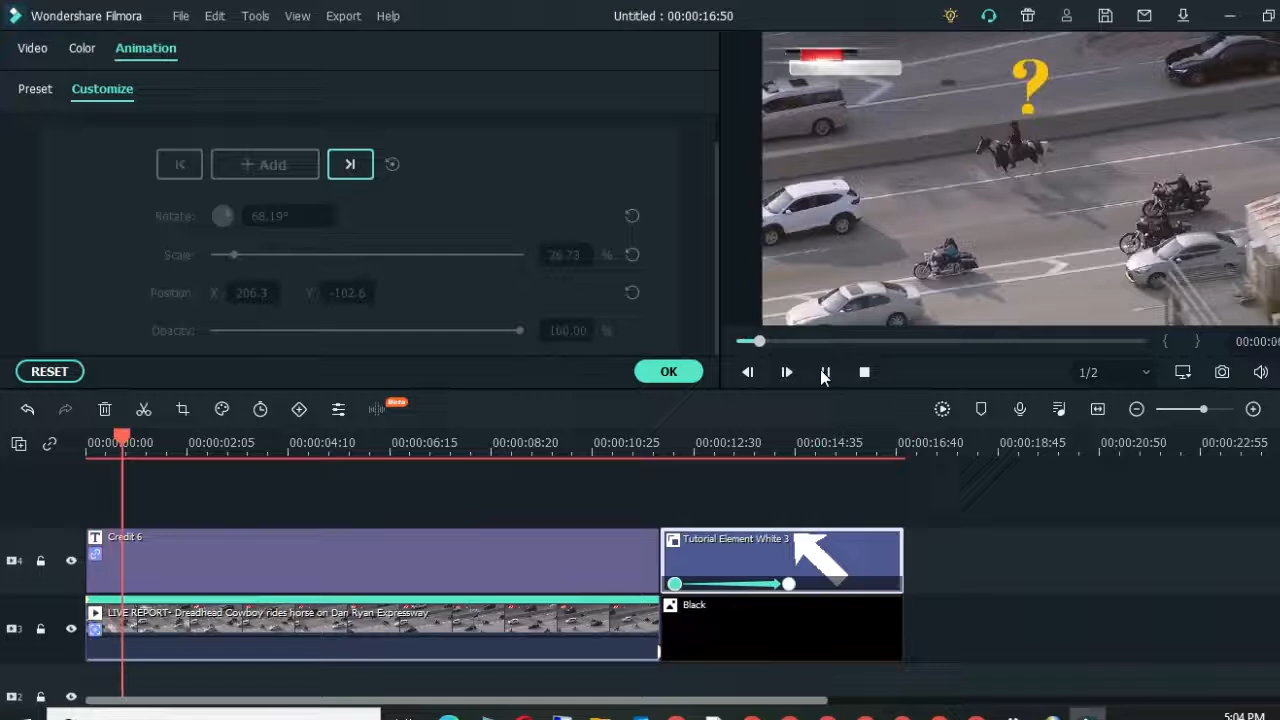 Wondershare Filmora File Edit Tools View Export Help Untitled : 00:00:16:50
Video Color Animation
Preset Customize
?
+ Add
Rotate: 68.19°
Scale: 26.73 %
Position: X 206.3 Y -102.6
Opacity: 100.00 %
RESET OK
{ }
1/2
Beta
00:00:00:00 00:00:02:05 00:00:04:10 00:00:06:15 00:00:08:20 00:00:10:25 00:00:12:30 00:00:14:35 00:00:16:40 00:00:18:45 00:00:20:50 00:00:22:55
4 T Credit 6 Tutorial Element White 3
3 LIVE REPORT- Dreadhead Cowboy rides horse on Dan Ryan Expressway Black
2
5:04 PM